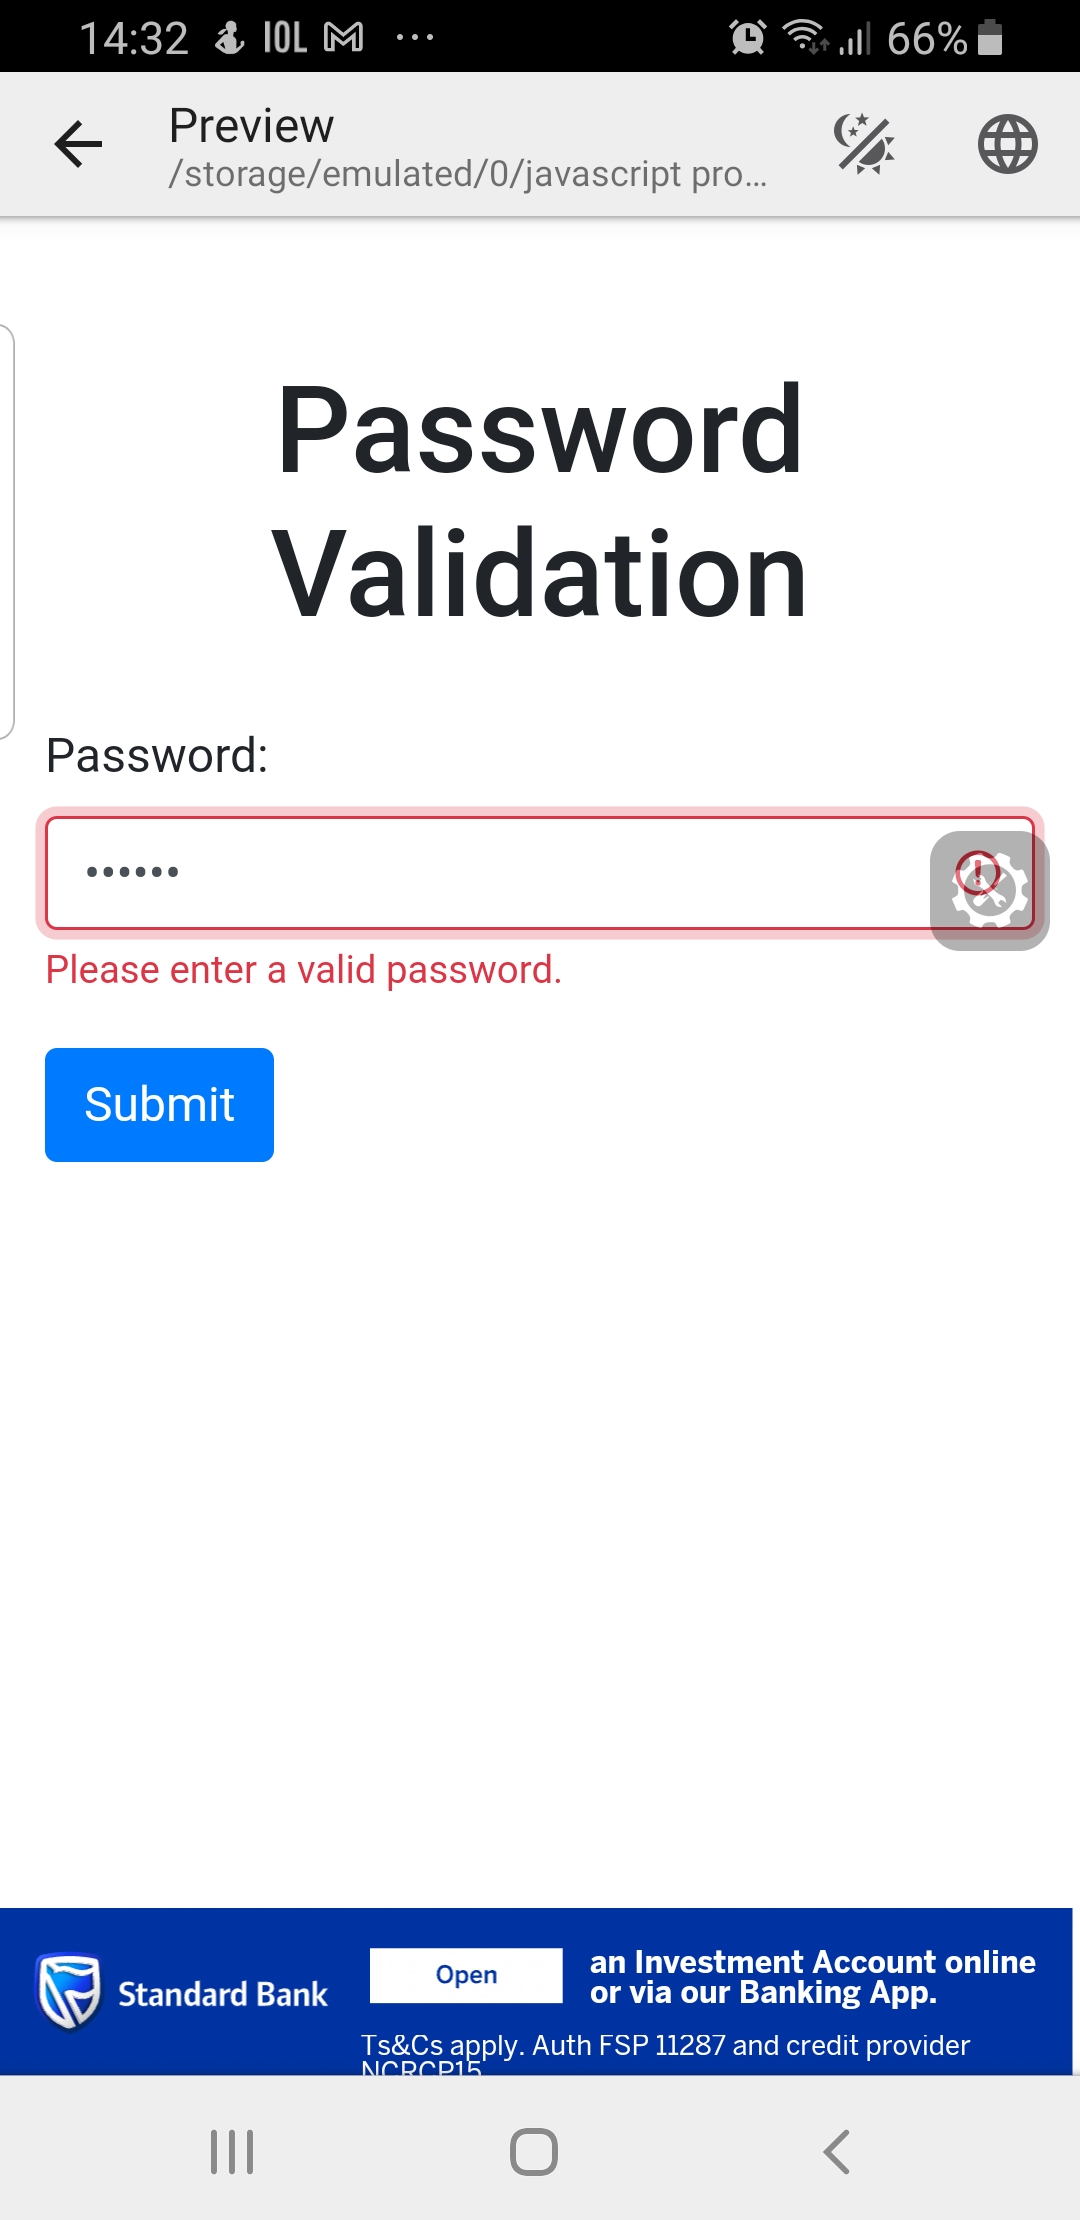 14:32 IOL ... 66%
Preview
/storage/emulated/0/javascript pro...
Password
Validation
Password:
••••••
Please enter a valid password.
Submit
Standard Bank
Open
an Investment Account online
or via our Banking App.
Ts&Cs apply. Auth FSP 11287 and credit provider
NCRCP15